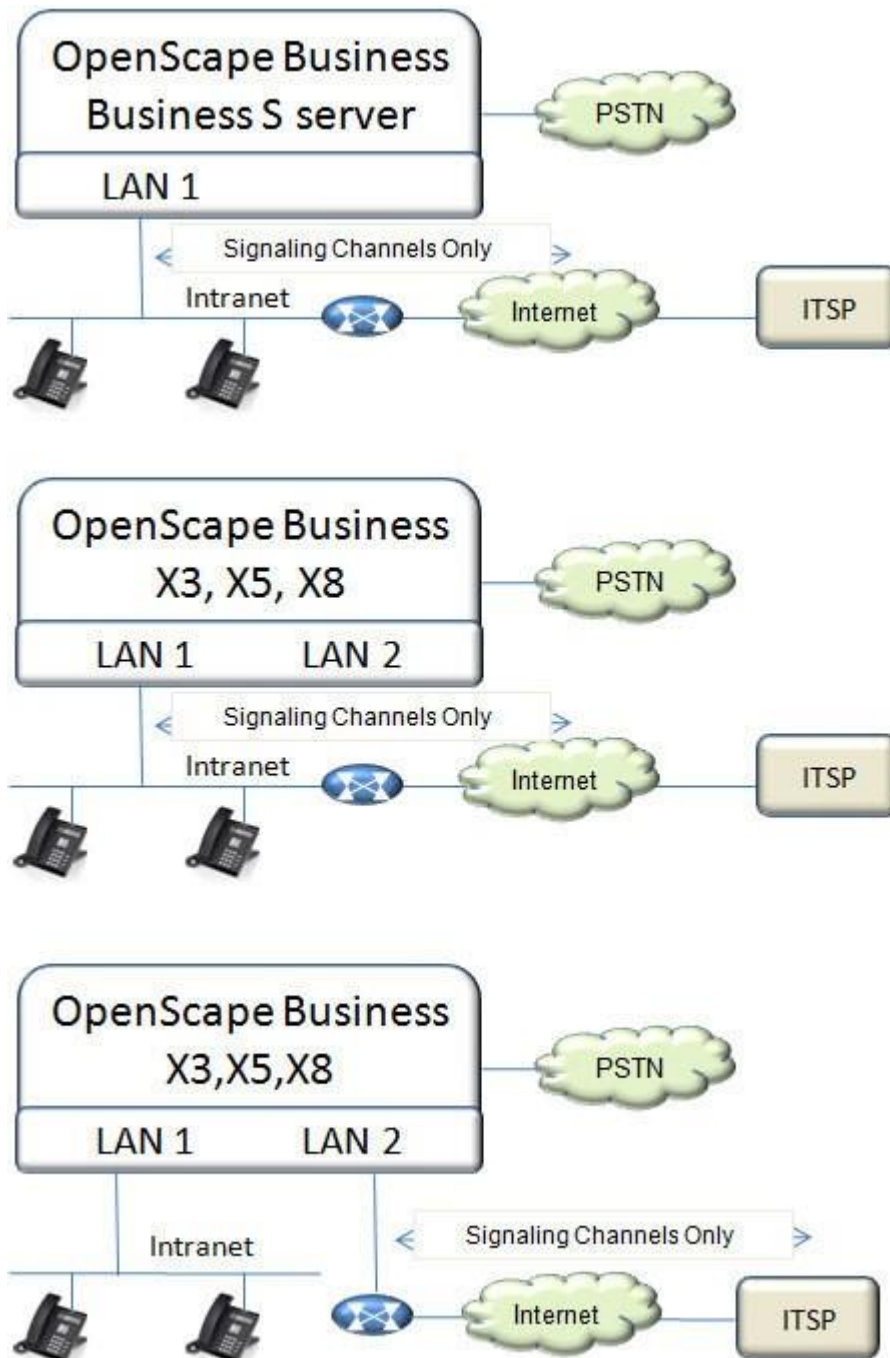 OpenScape Business
Business S server
PSTN
LAN 1
Signaling Channels Only
Intranet
Internet
ITSP
OpenScape Business
X3, X5, X8
PSTN
LAN 1 LAN 2
Signaling Channels Only
Intranet
Internet
ITSP
OpenScape Business
X3,X5,X8
PSTN
LAN 1 LAN 2
Signaling Channels Only
Intranet
Internet
ITSP